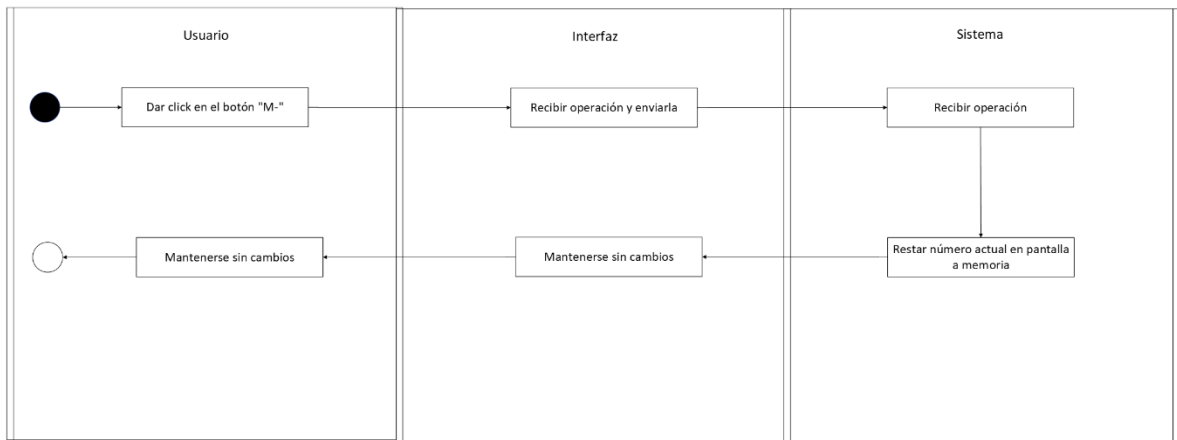 Usuario
Interfaz
Sistema
Dar click en el botón "M-"
Recibir operación y enviarla
Recibir operación
Mantenerse sin cambios
Mantenerse sin cambios
Restar número actual en pantalla
a memoria